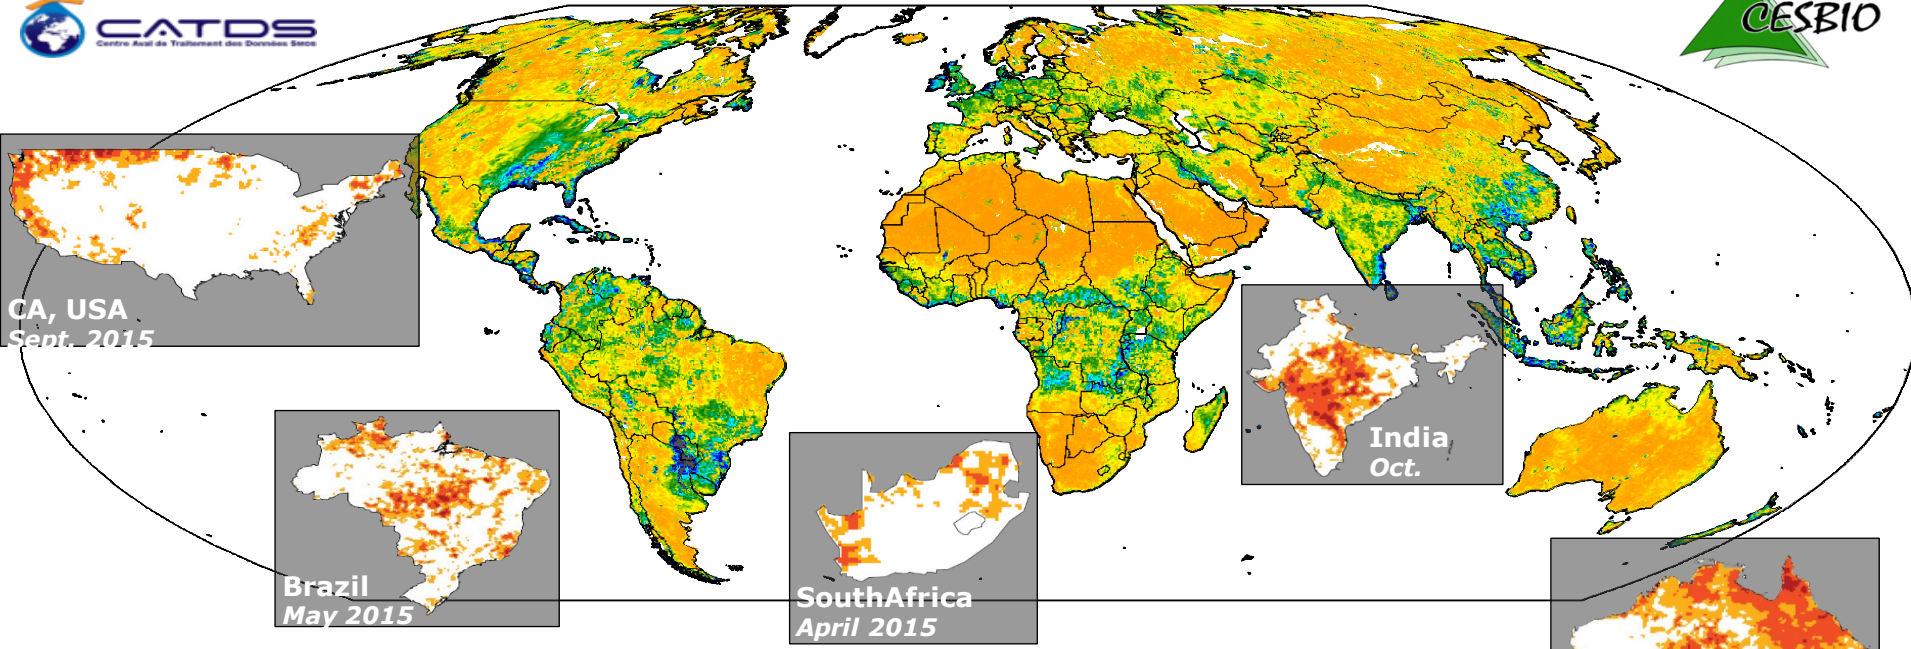 CATDS
Centre Aval de Traitement des Données SMOS
CESBIO
CA, USA
Sept. 2015
Brazil
May 2015
SouthAfrica
April 2015
India
Oct.